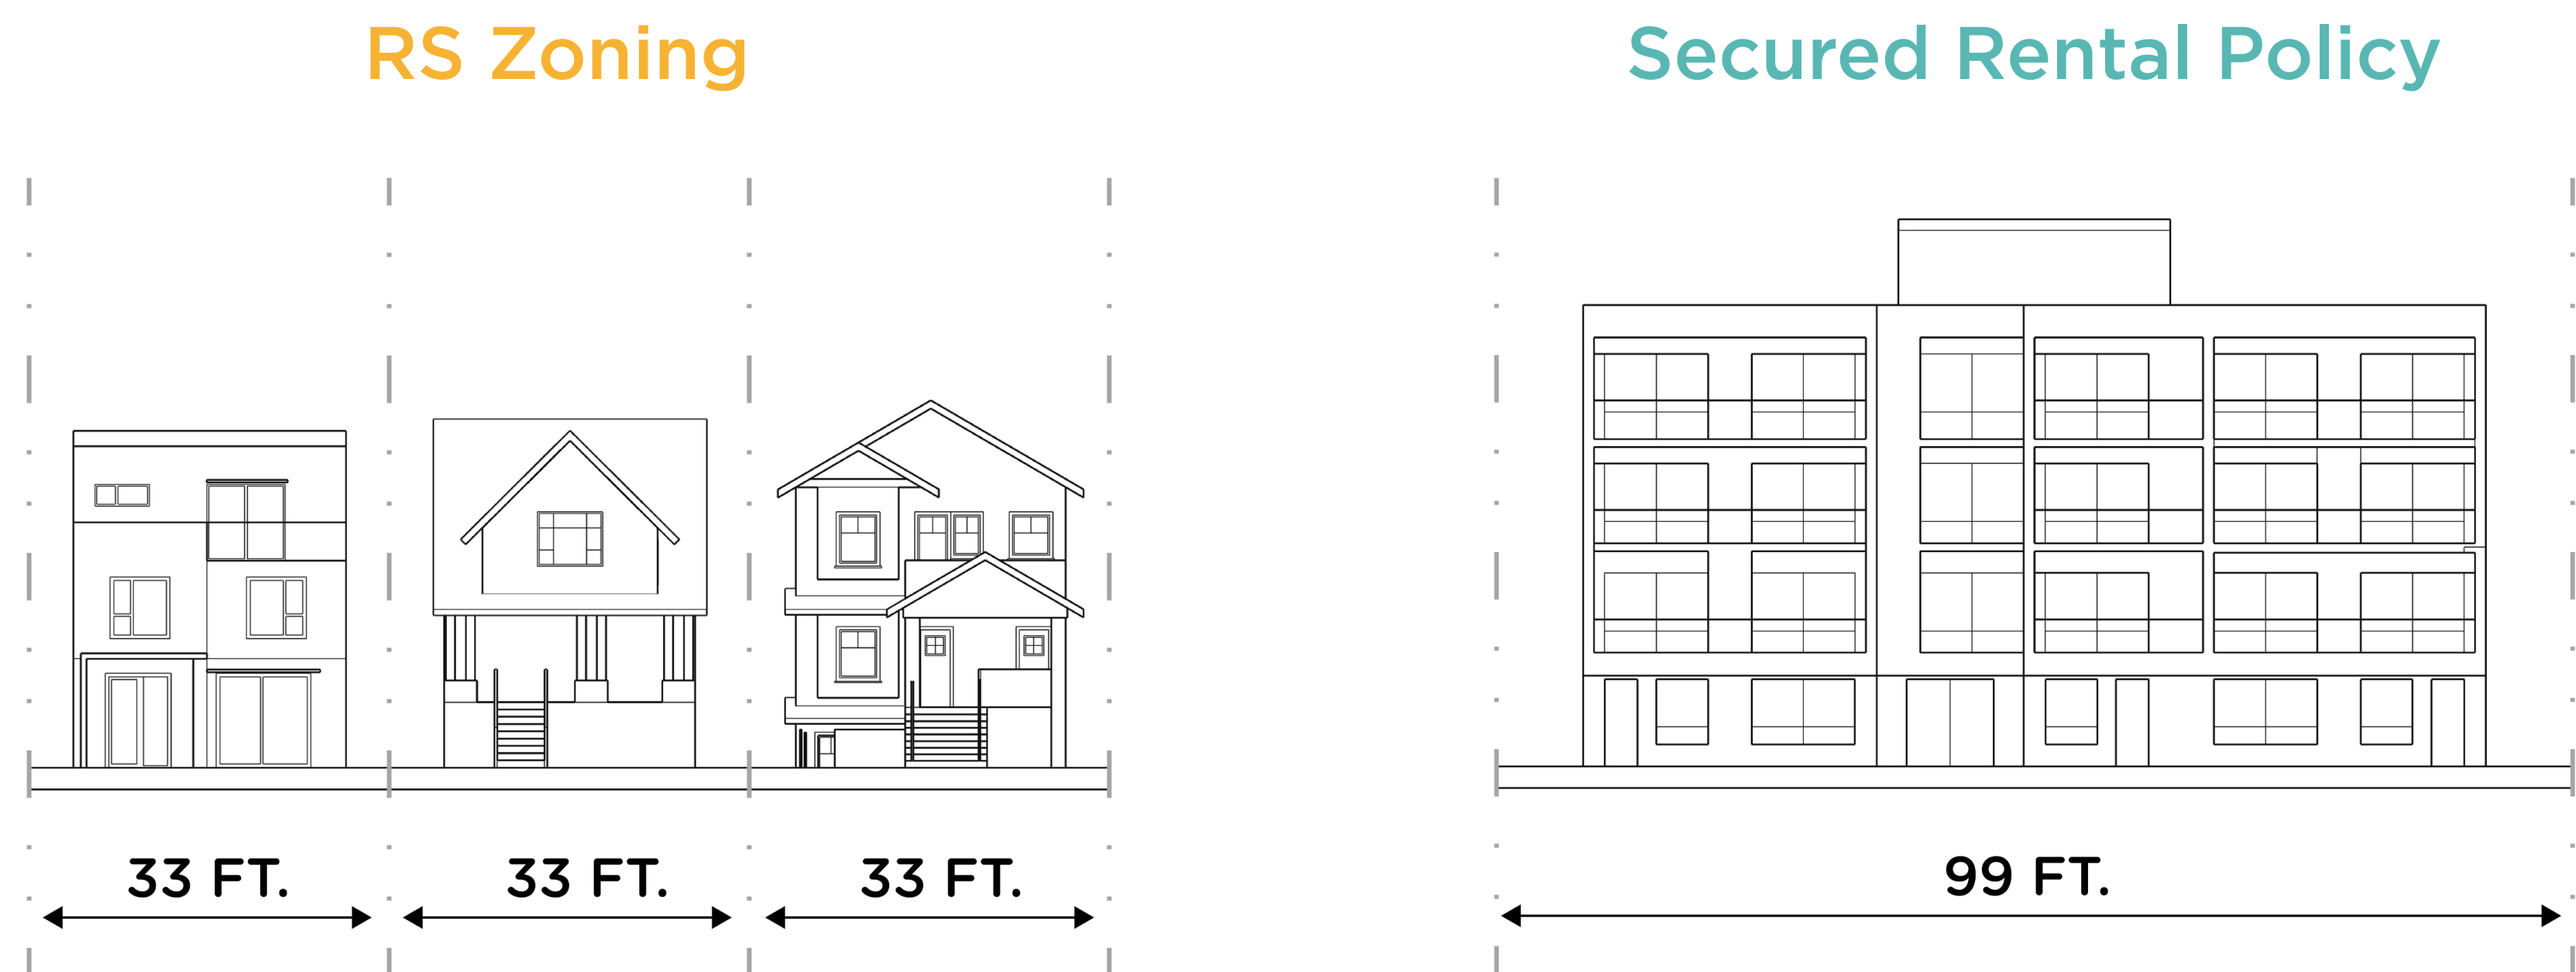 RS Zoning
Secured Rental Policy
33 FT.
33 FT.
33 FT.
99 FT.